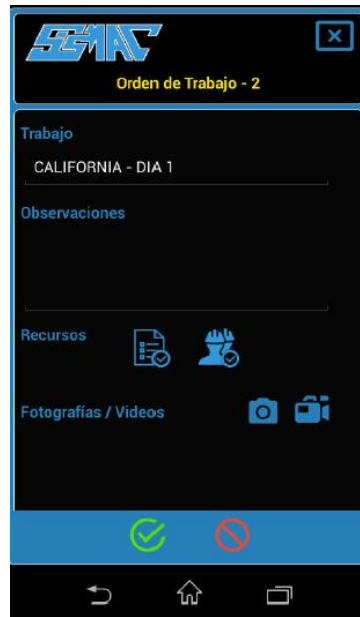 SGMAC
Orden de Trabajo - 2
Trabajo
CALIFORNIA - DIA 1
Observaciones
Recursos
Fotografías / Videos